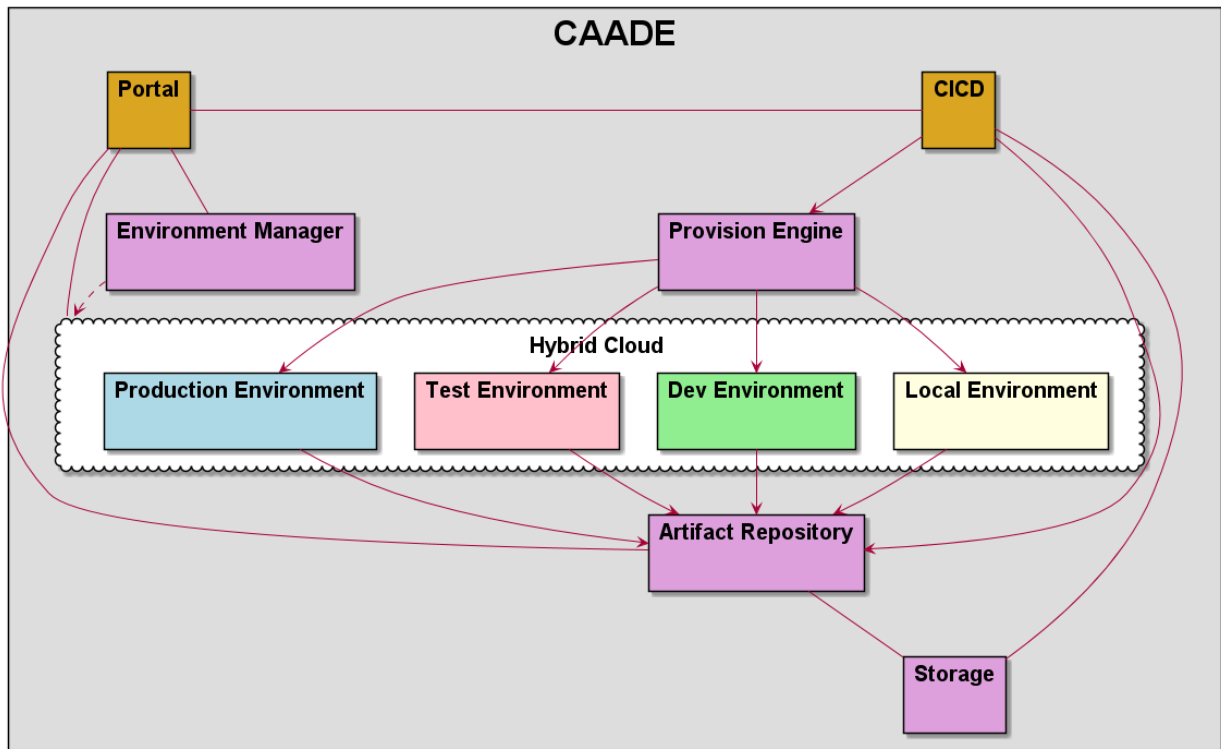 CAADE
Portal
CICD
Environment Manager
Provision Engine
Hybrid Cloud
Production Environment
Test Environment
Dev Environment
Local Environment
Artifact Repository
Storage